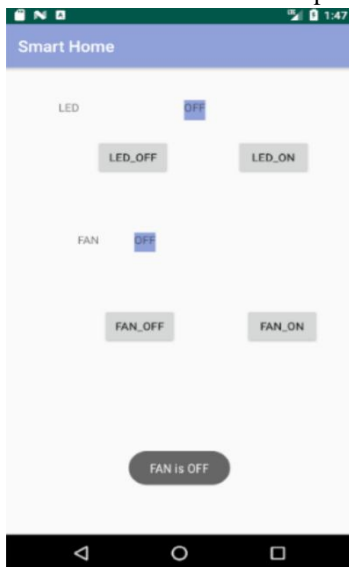 1:47
Smart Home
LED OFF
LED_OFF LED_ON
FAN OFF
FAN_OFF FAN_ON
FAN is OFF